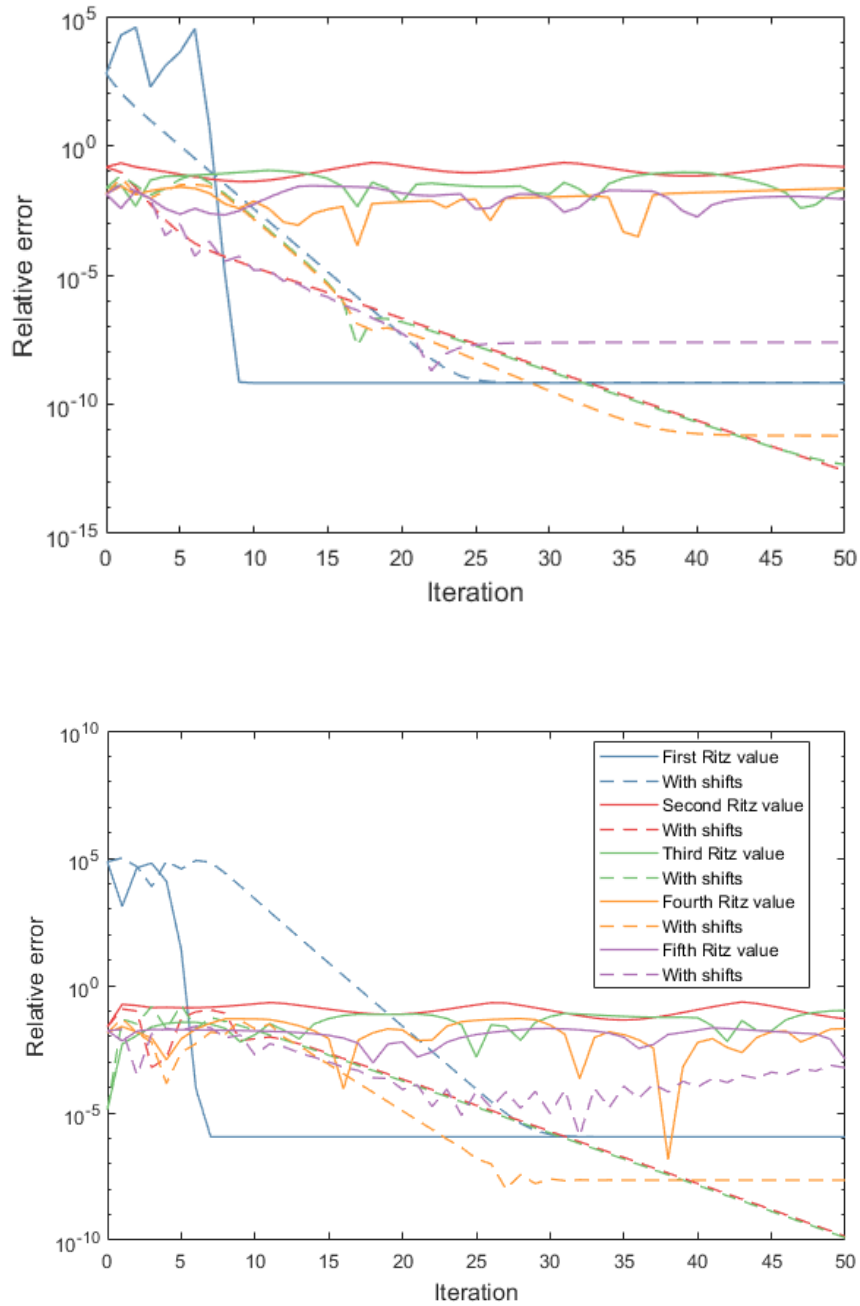 10^5
10^0
10^-5
10^-10
10^-15
Relative error
0 5 10 15 20 25 30 35 40 45 50
Iteration
10^10
10^5
10^0
10^-5
10^-10
Relative error
First Ritz value
With shifts
Second Ritz value
With shifts
Third Ritz value
With shifts
Fourth Ritz value
With shifts
Fifth Ritz value
With shifts
0 5 10 15 20 25 30 35 40 45 50
Iteration